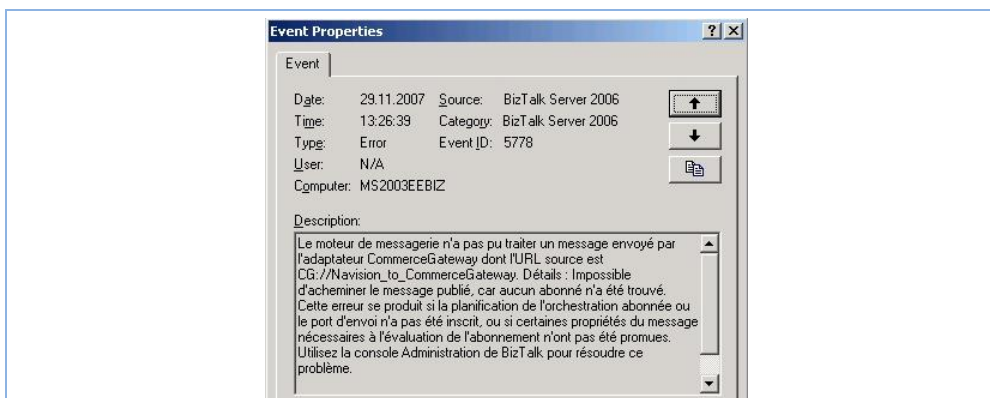 Event Properties
Event
Date: 29.11.2007 Source: BizTalk Server 2006
Time: 13:26:39 Category: BizTalk Server 2006
Type: Error Event ID: 5778
User: N/A
Computer: MS2003EEBIZ
Description:
Le moteur de messagerie n'a pas pu traiter un message envoyé par
l'adaptateur CommerceGateway dont l'URL source est
CG://Navision_to_CommerceGateway. Détails : Impossible
d'acheminer le message publié, car aucun abonné n'a été trouvé.
Cette erreur se produit si la planification de l'orchestration abonnée ou
le port d'envoi n'a pas été inscrit, ou si certaines propriétés du message
nécessaires à l'évaluation de l'abonnement n'ont pas été promues.
Utilisez la console Administration de BizTalk pour résoudre ce
problème.